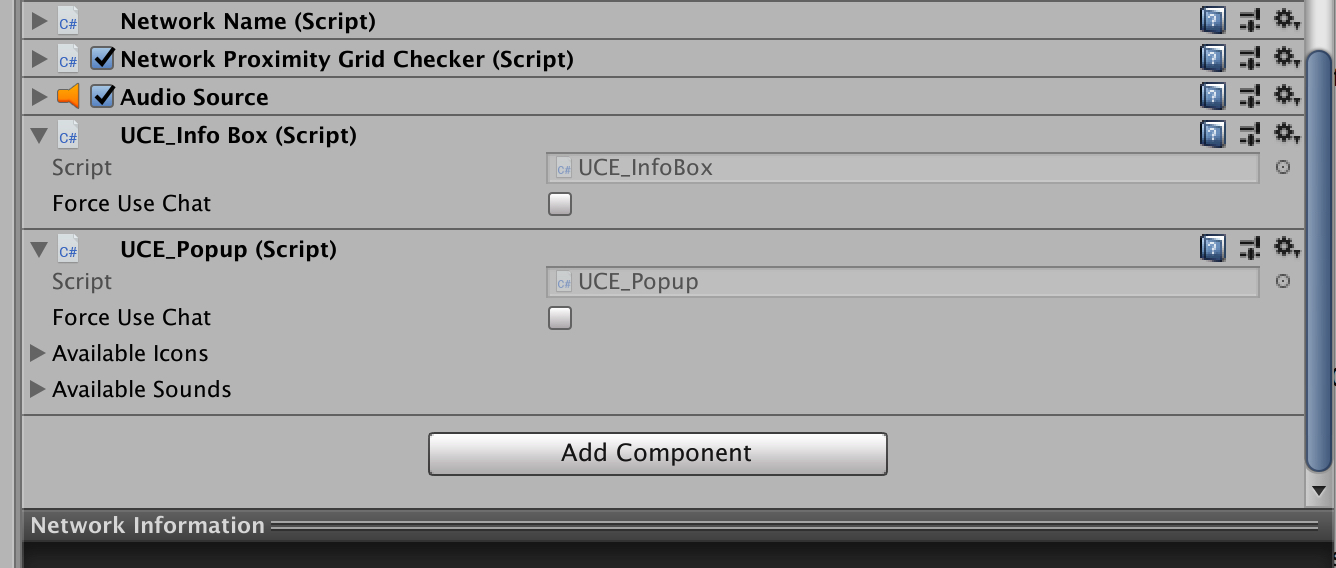 Network Name (Script)
Network Proximity Grid Checker (Script)
Audio Source
UCE_Info Box (Script)
Script UCE_InfoBox
Force Use Chat
UCE_Popup (Script)
Script UCE_Popup
Force Use Chat
Available Icons
Available Sounds
Add Component
Network Information